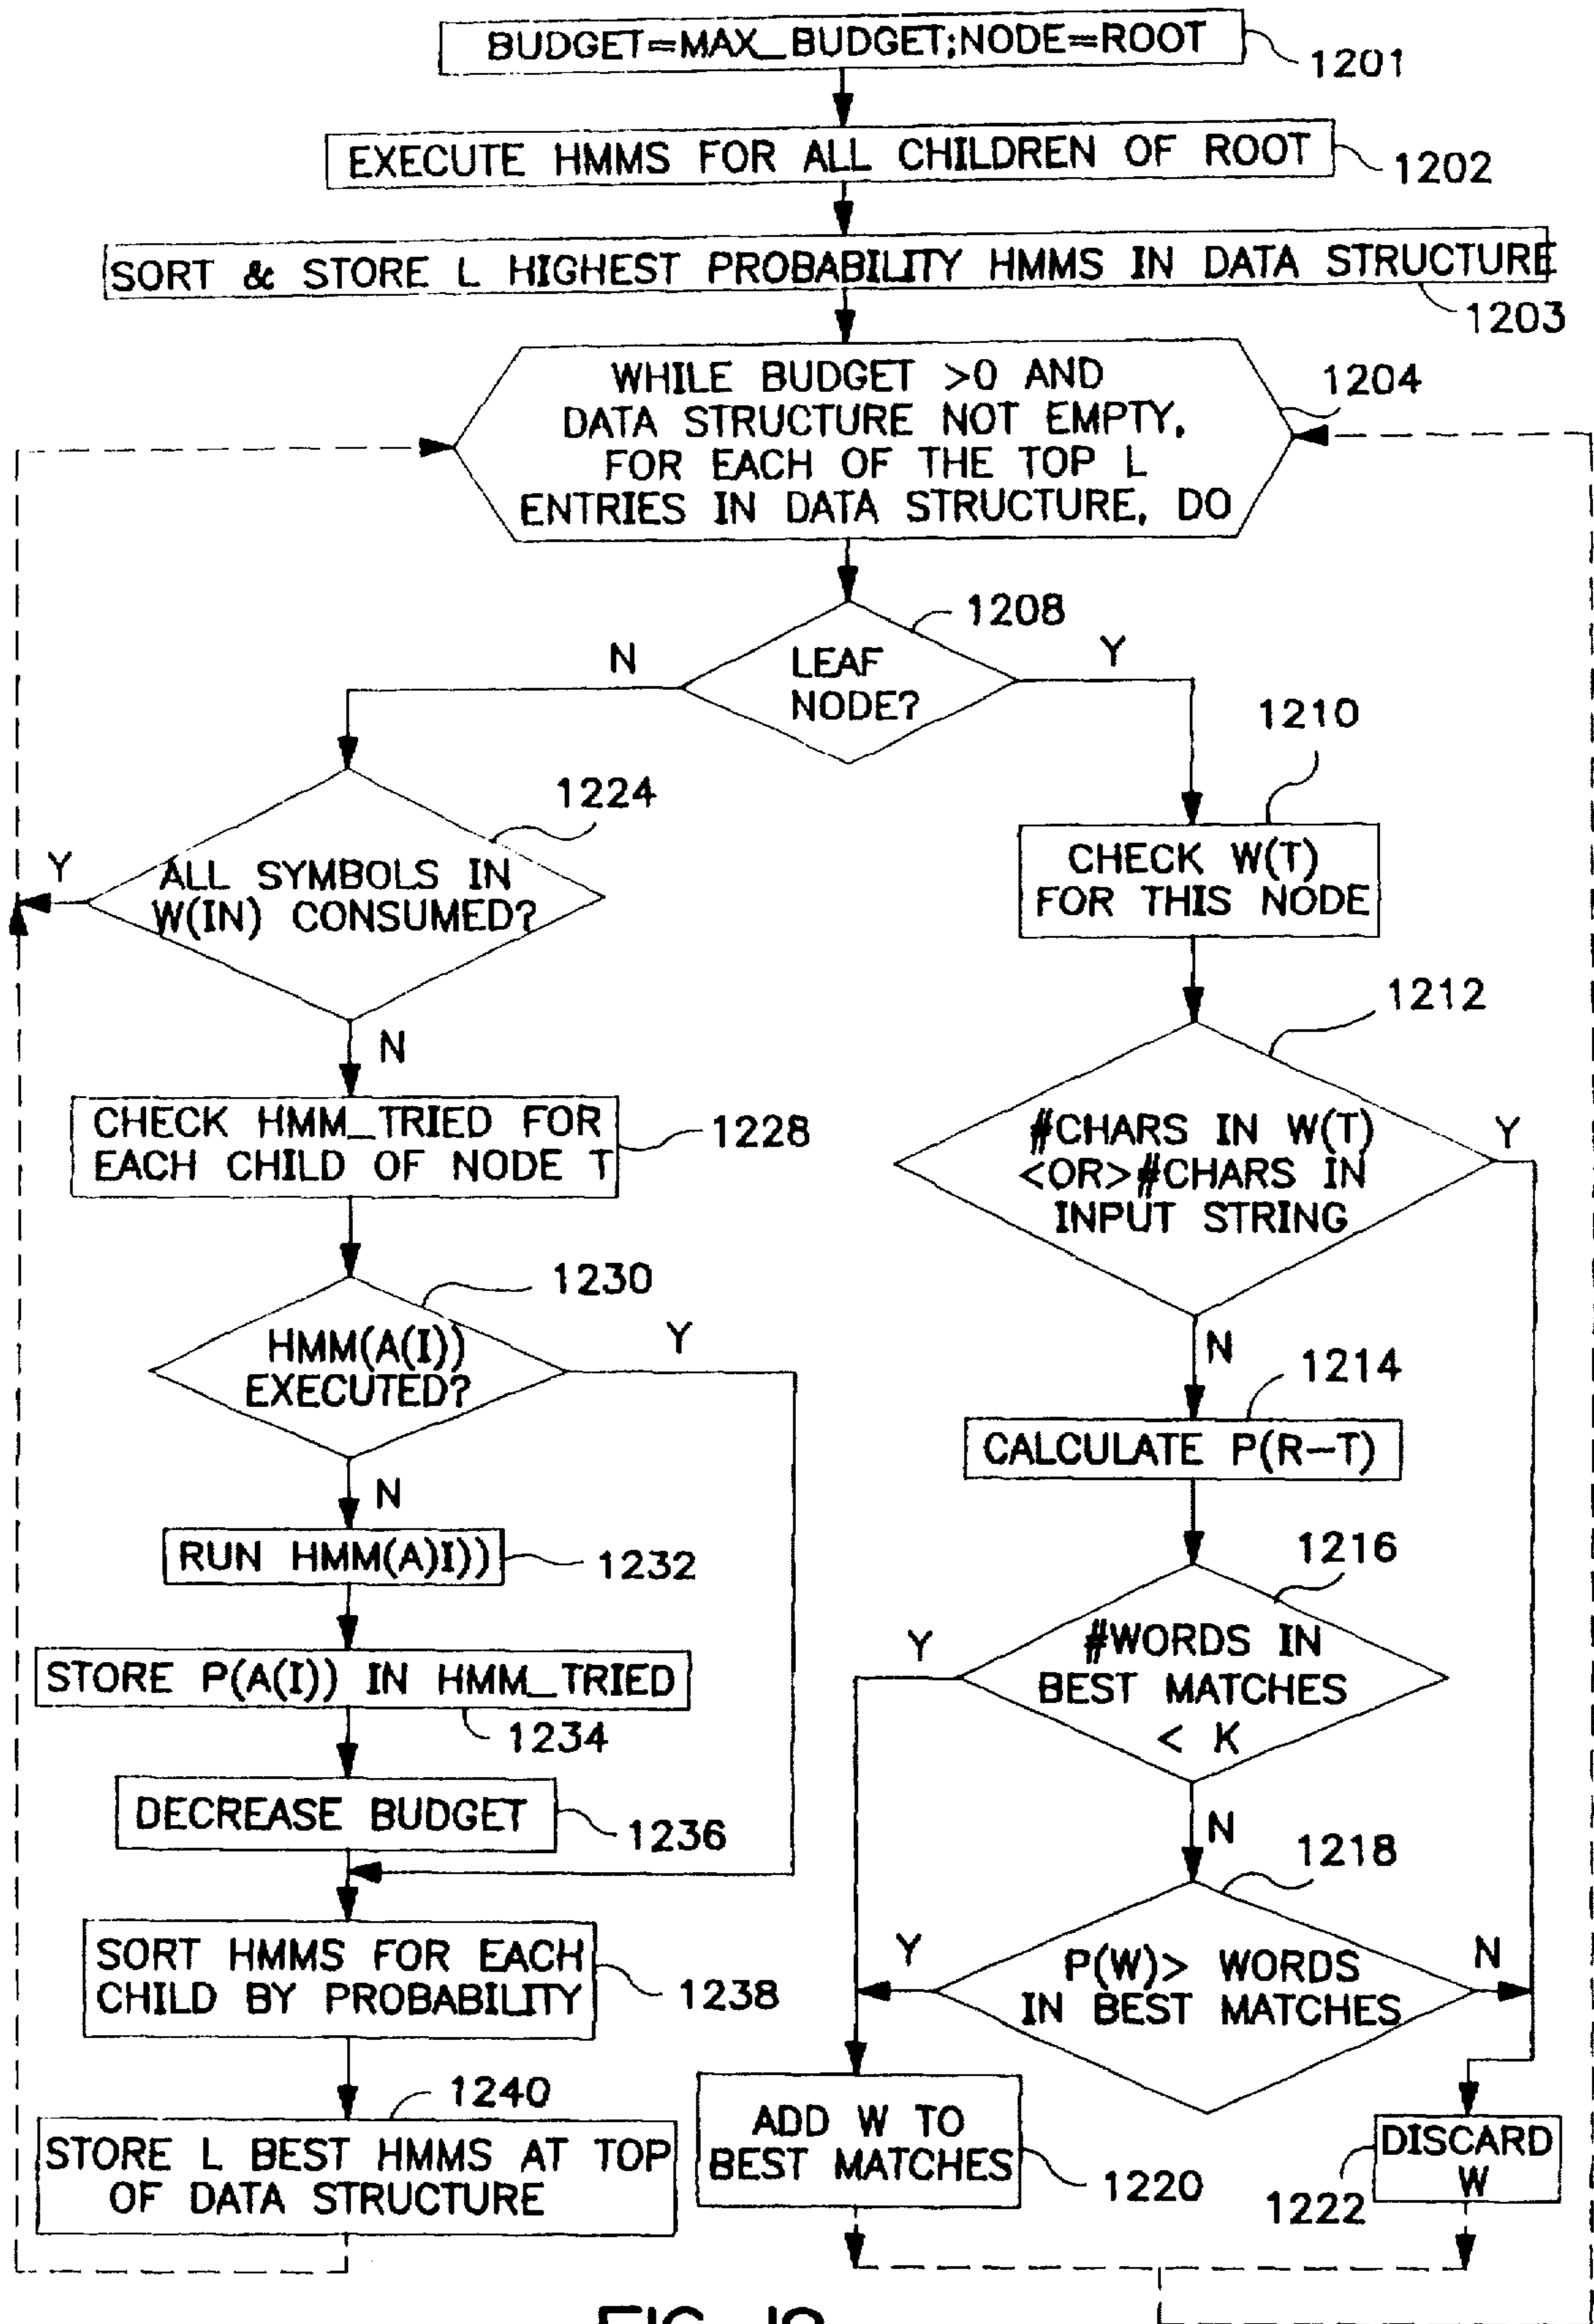 BUDGET=MAX_BUDGET;NODE=ROOT
1201
EXECUTE HMMS FOR ALL CHILDREN OF ROOT
1202
SORT & STORE L HIGHEST PROBABILITY HMMS IN DATA STRUCTURE
1203
WHILE BUDGET >0 AND
DATA STRUCTURE NOT EMPTY,
FOR EACH OF THE TOP L
ENTRIES IN DATA STRUCTURE, DO
1204
LEAF
NODE?
1208
N
Y
ALL SYMBOLS IN
W(IN) CONSUMED?
1224
Y
N
CHECK HMM_TRIED FOR
EACH CHILD OF NODE T
1228
HMM(A(I))
EXECUTED?
1230
Y
N
RUN HMM(A)I))
1232
STORE P(A(I)) IN HMM_TRIED
1234
DECREASE BUDGET
1236
SORT HMMS FOR EACH
CHILD BY PROBABILITY
1238
1240
STORE L BEST HMMS AT TOP
OF DATA STRUCTURE
1210
CHECK W(T)
FOR THIS NODE
1212
#CHARS IN W(T)
<OR>#CHARS IN
INPUT STRING
Y
N
1214
CALCULATE P(R-T)
1216
#WORDS IN
BEST MATCHES
< K
Y
N
1218
P(W)> WORDS
IN BEST MATCHES
Y
N
ADD W TO
BEST MATCHES
1220
DISCARD
W
1222